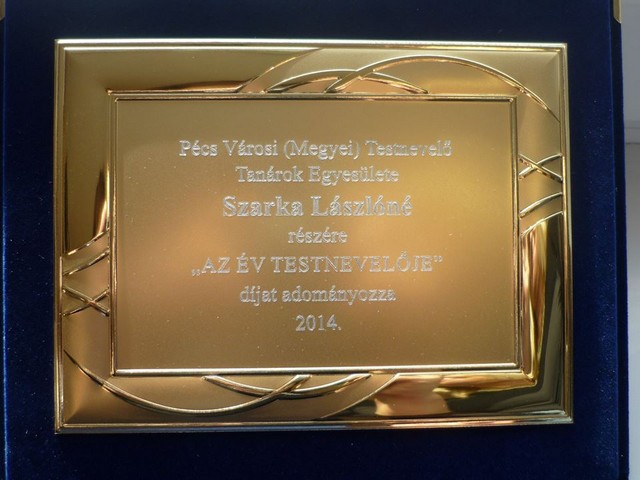 Pécs Városi (Megyei) Testnevelő
Tanárok Egyesülete
Szarka Lászlóné
részére
„AZ ÉV TESTNEVELŐJE"
díjat adományozza
2014.